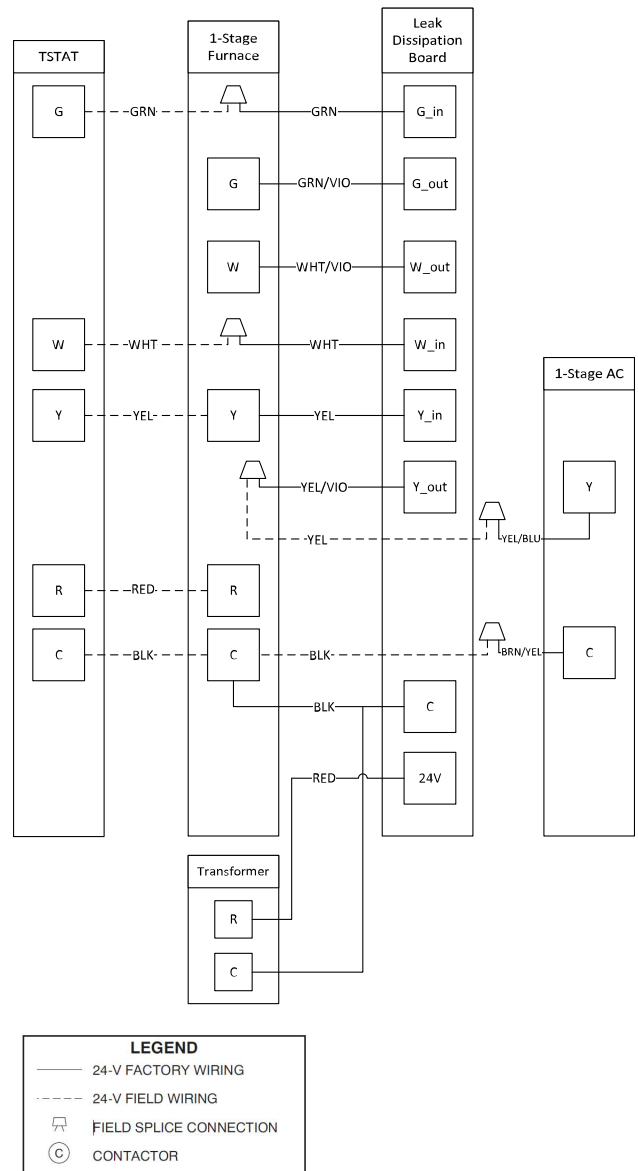 TSTAT
1-Stage
Furnace
Leak
Dissipation
Board
G
GRN
GRN
G_in
G
GRN/VIO
G_out
W
WHT/VIO
W_out
W
WHT
WHT
W_in
1-Stage AC
Y
YEL
Y
YEL
Y_in
YEL/VIO
Y_out
Y
YEL
YEL/BLU
R
RED
R
C
BLK
C
BLK
BRN/YEL
C
BLK
C
RED
24V
Transformer
R
C
LEGEND
24-V FACTORY WIRING
24-V FIELD WIRING
FIELD SPLICE CONNECTION
C CONTACTOR